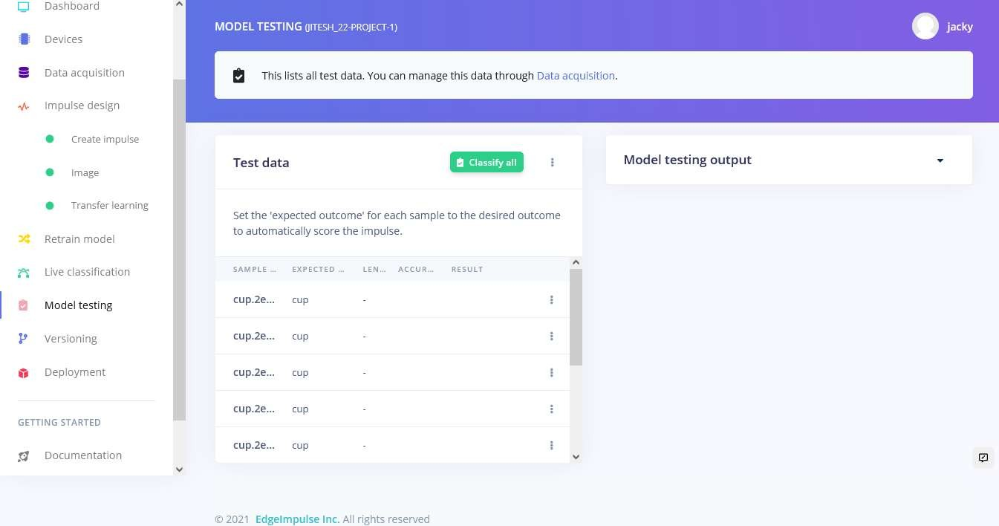 Dashboard
Devices
Data acquisition
Impulse design
Create impulse
Image
Transfer learning
Retrain model
Live classification
Model testing
Versioning
Deployment
GETTING STARTED
Documentation
MODEL TESTING (JITESH_22-PROJECT-1)
jacky
This lists all test data. You can manage this data through Data acquisition.
Test data
Classify all
Set the 'expected outcome' for each sample to the desired outcome
to automatically score the impulse.
SAMPLE ... EXPECTED ... LEN... ACCUR... RESULT
cup.2e... cup -
cup.2e... cup -
cup.2e... cup -
cup.2e... cup -
cup.2e... cup -
Model testing output
© 2021 EdgeImpulse Inc. All rights reserved